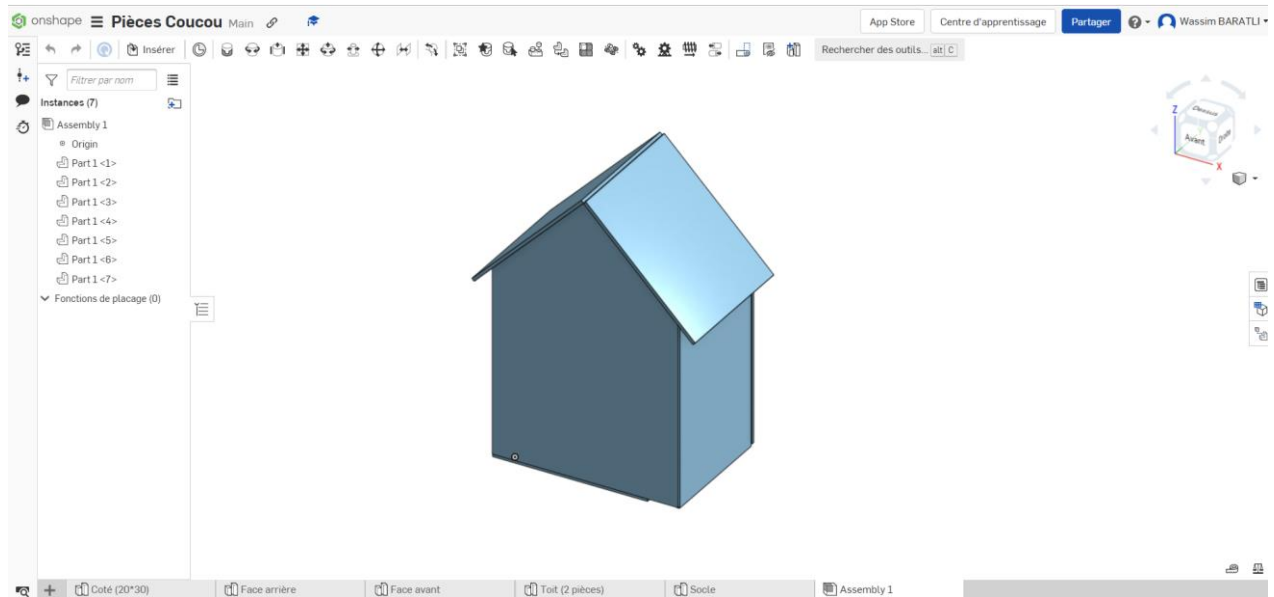 onshape Pièces Coucou Main App Store Centre d'apprentissage Partager Wassim BARATLI
Insérer Rechercher des outils... alt C
Filtrer par nom
Instances (7)
Assembly 1
Origin
Part 1 <1>
Part 1 <2>
Part 1 <3>
Part 1 <4>
Part 1 <5>
Part 1 <6>
Part 1 <7>
Fonctions de placage (0)
Z
Dessus
Avant
Droite
X
Coté (20*30) Face arrière Face avant Toit (2 pièces) Socle Assembly 1